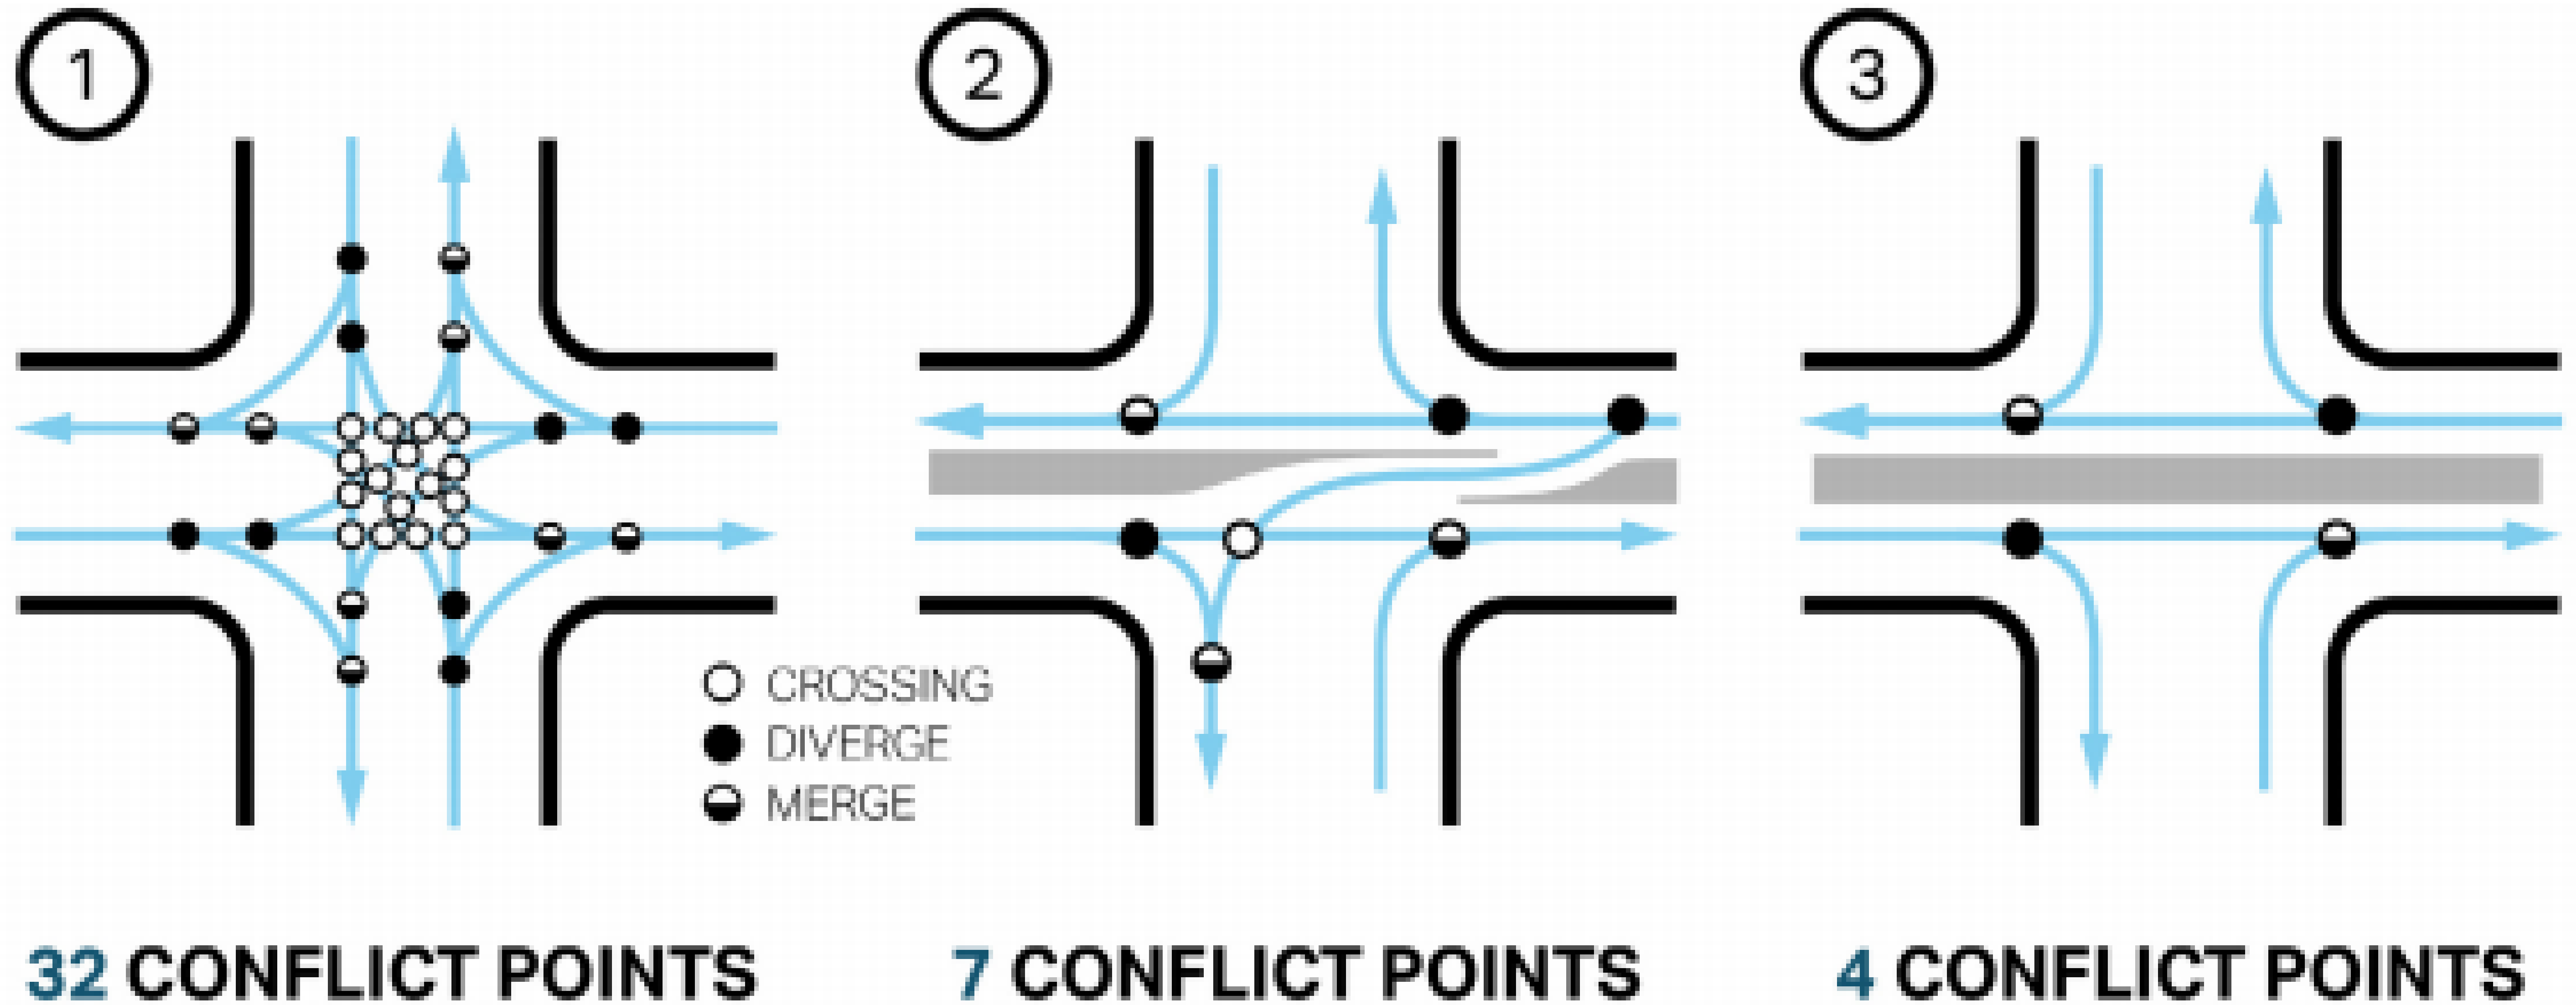 1
2
3
CROSSING
DIVERGE
MERGE
32 CONFLICT POINTS
7 CONFLICT POINTS
4 CONFLICT POINTS